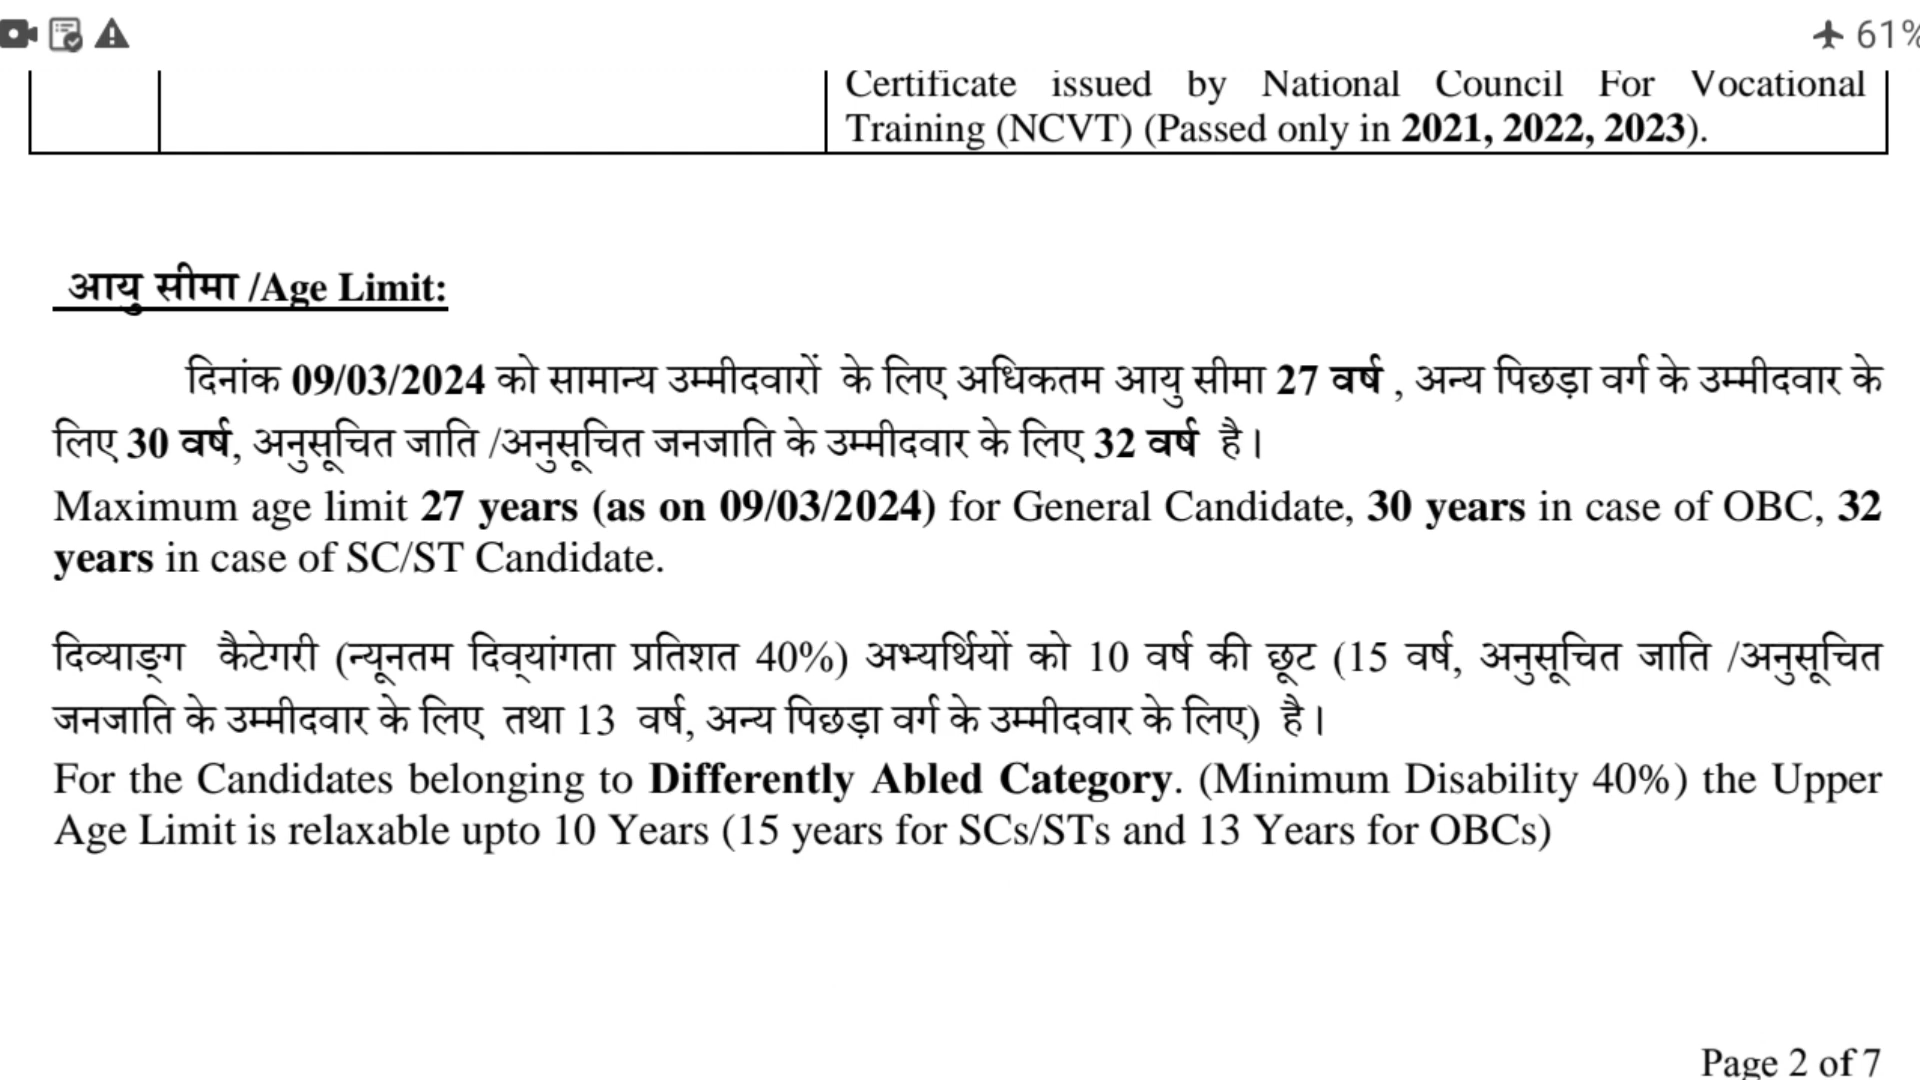 61%
Certificate issued by National Council For Vocational
Training (NCVT) (Passed only in 2021, 2022, 2023).
आयु सीमा /Age Limit:
दिनांक 09/03/2024 को सामान्य उम्मीदवारों के लिए अधिकतम आयु सीमा 27 वर्ष , अन्य पिछड़ा वर्ग के उम्मीदवार के
लिए 30 वर्ष, अनुसूचित जाति /अनुसूचित जनजाति के उम्मीदवार के लिए 32 वर्ष है।
Maximum age limit 27 years (as on 09/03/2024) for General Candidate, 30 years in case of OBC, 32
years in case of SC/ST Candidate.
दिव्याङ्ग कैटेगरी (न्यूनतम दिव्यांगता प्रतिशत 40%) अभ्यर्थियों को 10 वर्ष की छूट (15 वर्ष, अनुसूचित जाति /अनुसूचित
जनजाति के उम्मीदवार के लिए तथा 13 वर्ष, अन्य पिछड़ा वर्ग के उम्मीदवार के लिए) है।
For the Candidates belonging to Differently Abled Category. (Minimum Disability 40%) the Upper
Age Limit is relaxable upto 10 Years (15 years for SCs/STs and 13 Years for OBCs)
Page 2 of 7